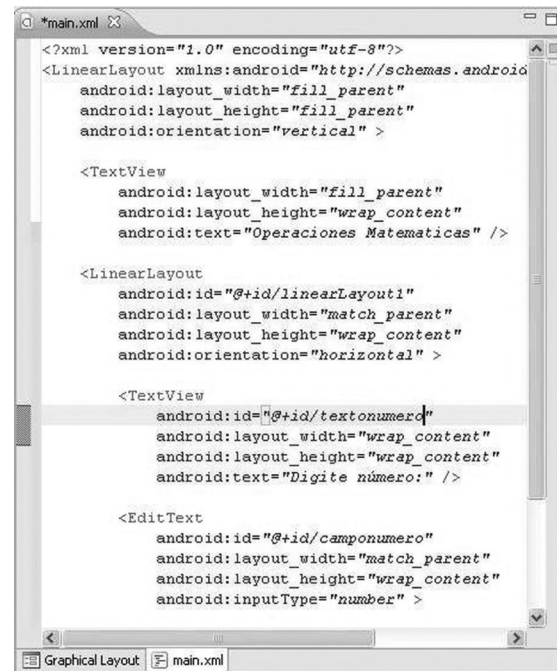 *main.xml
<?xml version="1.0" encoding="utf-8"?>
<LinearLayout xmlns:android="http://schemas.android
android:layout_width="fill_parent"
android:layout_height="fill_parent"
android:orientation="vertical" >
<TextView
android:layout_width="fill_parent"
android:layout_height="wrap_content"
android:text="Operaciones Matematicas" />
<LinearLayout
android:id="@+id/linearLayout1"
android:layout_width="match_parent"
android:layout_height="wrap_content"
android:orientation="horizontal" >
<TextView
android:id="@+id/textonumero"
android:layout_width="wrap_content"
android:layout_height="wrap_content"
android:text="Digite número:" />
<EditText
android:id="@+id/camponumero"
android:layout_width="match_parent"
android:layout_height="wrap_content"
android:inputType="number" >
Graphical Layout main.xml